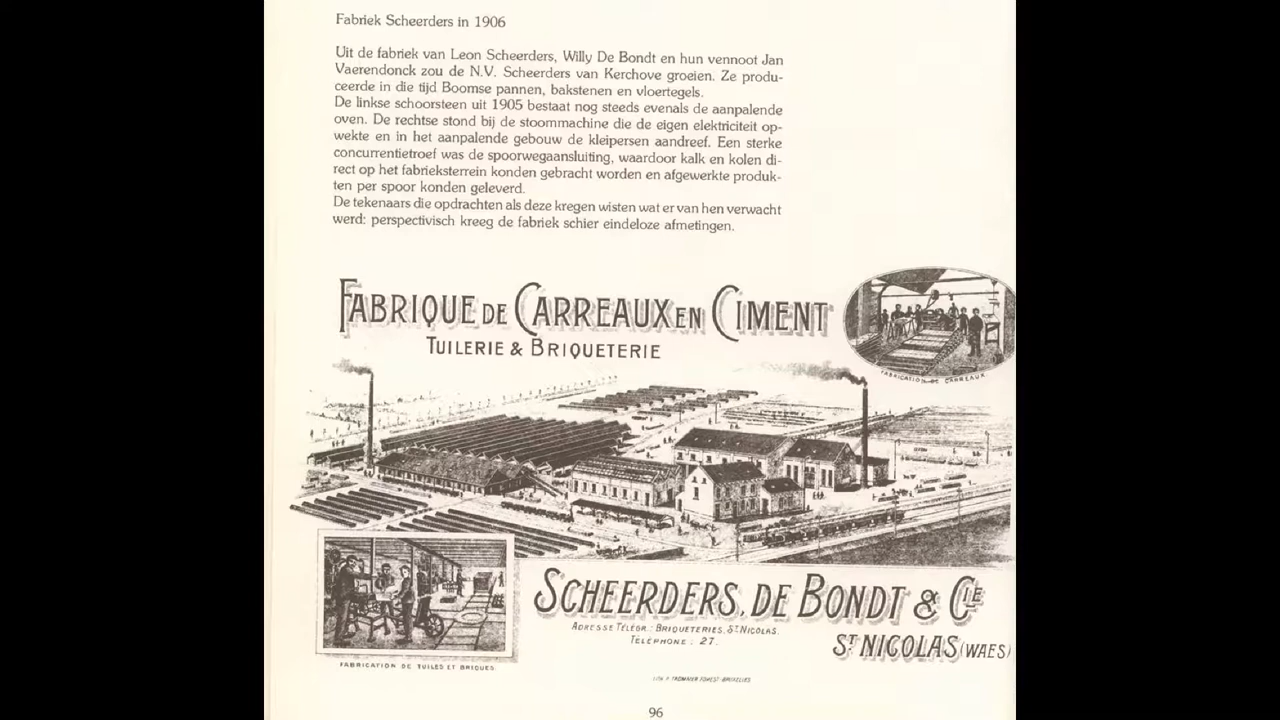 Fabriek Scheerders in 1906
Uit de fabriek van Leon Scheerders, Willy De Bondt en hun vennoot Jan
Vaerendonck zou de N.V. Scheerders van Kerchove groeien. Ze produ-
ceerde in die tijd Boomse pannen, bakstenen en vloertegels.
De linkse schoorsteen uit 1905 bestaat nog steeds evenals de aanpalende
oven. De rechtse stond bij de stoommachine die de eigen elektriciteit op-
wekte en in het aanpalende gebouw de kleipersen aandreef. Een sterke
concurrentietroef was de spoorwegaansluiting, waardoor kalk en kolen di-
rect op het fabrieksterrein konden gebracht worden en afgewerkte produk-
ten per spoor konden geleverd.
De tekenaars die opdrachten als deze kregen wisten wat er van hen verwacht
werd: perspectivisch kreeg de fabriek schier eindeloze afmetingen.
FABRIQUE DE CARREAUX EN CIMENT
TUILERIE & BRIQUETERIE
FABRICATION DE CARREAUX
SCHEERDERS, DE BONDT & CIE
ADRESSE TÉLÉGR: BRIQUETERIES, ST NICOLAS.
TÉLÉPHONE: 27.
ST NICOLAS (WAES)
FABRICATION DE TUILES ET BRIQUES.
96